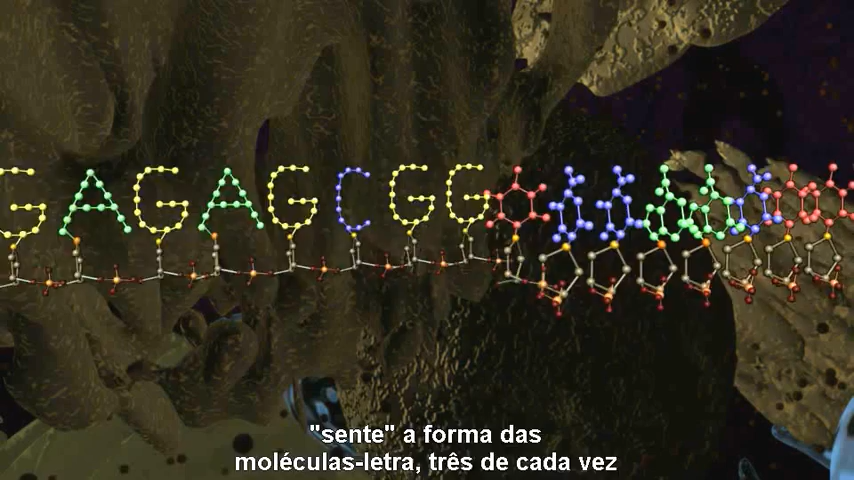 GAGAGCGG
"sente" a forma das
moléculas-letra, três de cada vez